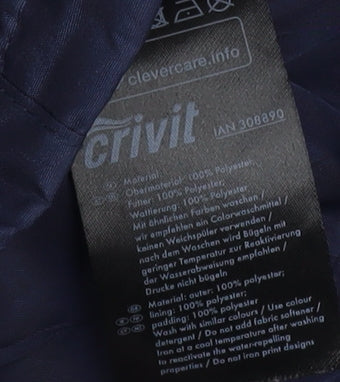 clevercare.info
crivit
IAN 308890
Material
Obermaterial: 100% Polyester;
Futter: 100% Polyester;
Wattierung: 100% Polyester
Mit ähnlichen Farben waschen /
wir empfehlen ein Colorwaschmittel /
keinen Weichspüler verwenden /
nach dem Waschen wird Bügeln mit
geringer Temperatur zur Reaktivierung
der Wasserabweisung empfohlen /
Drucke nicht bügeln
Material: outer: 100% polyester;
lining: 100% polyester;
padding: 100% polyester
Wash with similar colours / Use colour
detergent / Do not add fabric softener /
Iron at a cool temperature after washing
to reactivate the water-repelling
properties / Do not iron print designs